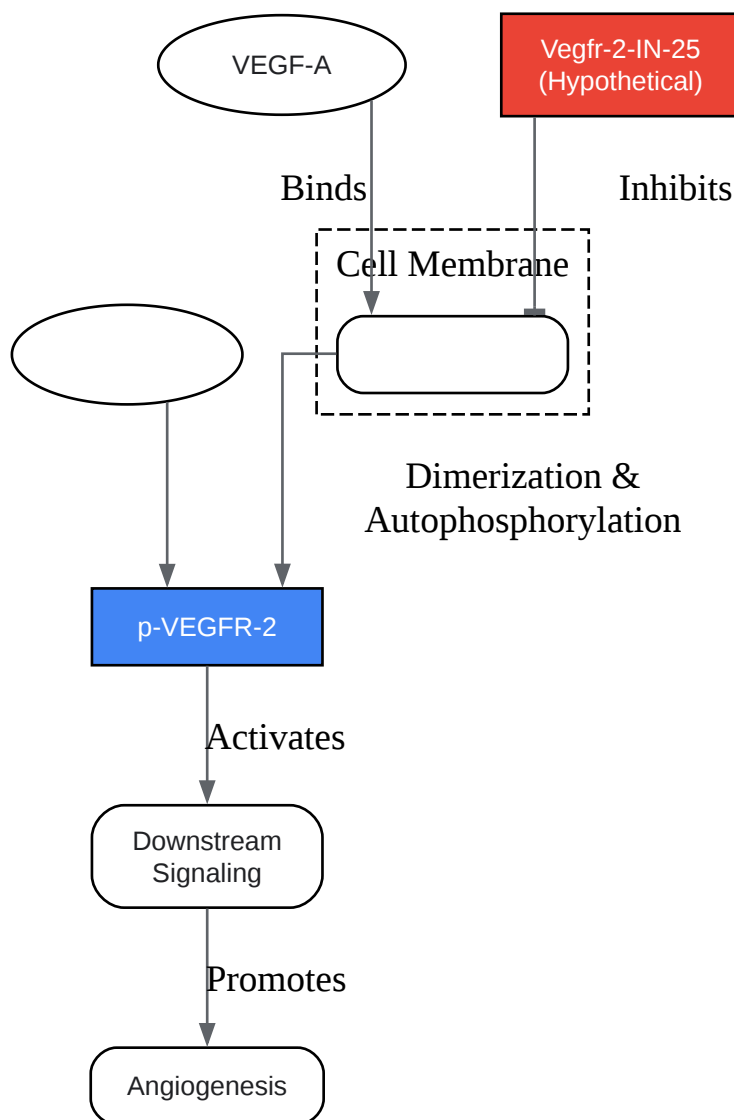 VEGF-A
Vegfr-2-IN-25
(Hypothetical)
Binds
Inhibits
Cell Membrane
Dimerization &
Autophosphorylation
p-VEGFR-2
Activates
Downstream
Signaling
Promotes
Angiogenesis